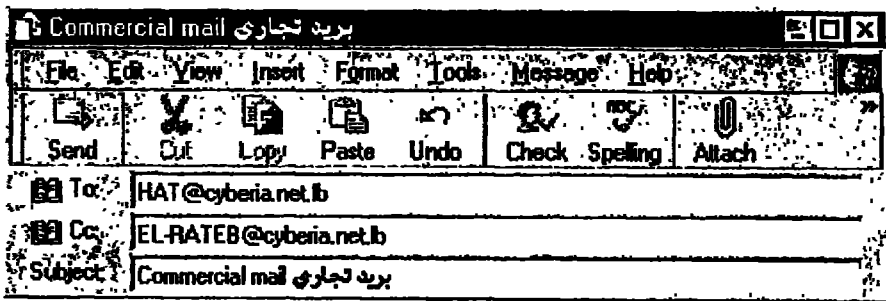 Commercial mail بريد تجاري
File Edit View Insert Format Tools Message Help
Send Cut Copy Paste Undo Check Spelling Attach »
To: HAT@cyberia.net.lb
Cc: EL-RATEB@cyberia.net.lb
Subject: Commercial mail بريد تجاري